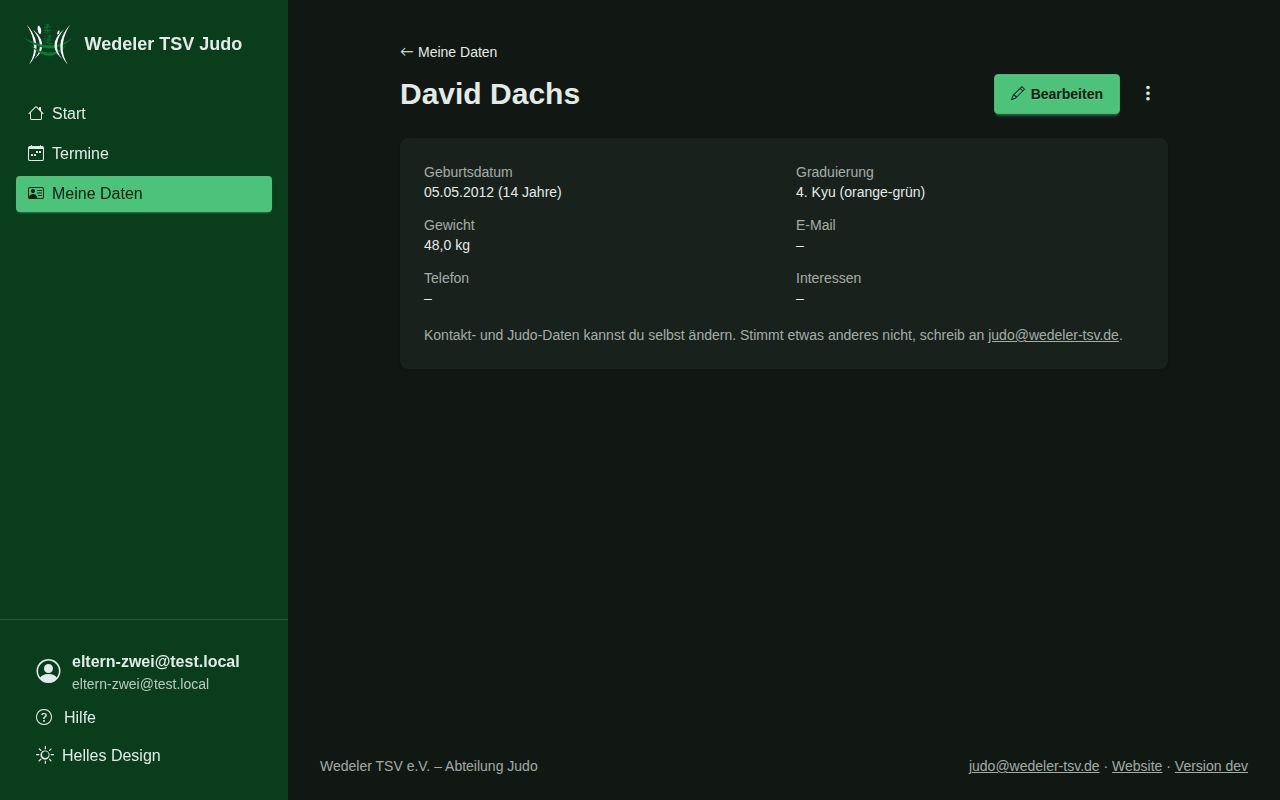 Wedeler TSV Judo
Start
Termine
Meine Daten
eltern-zwei@test.local
eltern-zwei@test.local
Hilfe
Helles Design
← Meine Daten
David Dachs
Bearbeiten
Geburtsdatum
05.05.2012 (14 Jahre)
Graduierung
4. Kyu (orange-grün)
Gewicht
48,0 kg
E-Mail
–
Telefon
–
Interessen
–
Kontakt- und Judo-Daten kannst du selbst ändern. Stimmt etwas anderes nicht, schreib an judo@wedeler-tsv.de.
Wedeler TSV e.V. – Abteilung Judo
judo@wedeler-tsv.de · Website · Version dev